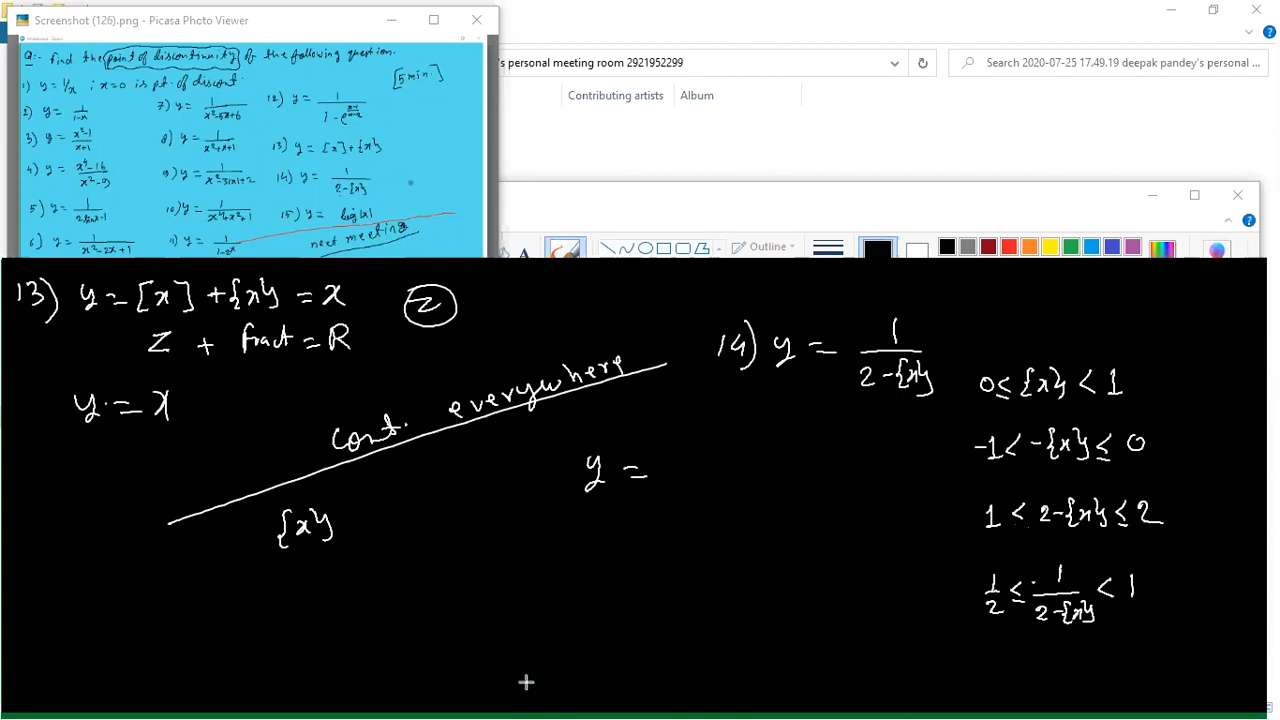 Screenshot (126).png - Picasa Photo Viewer
Q:- find the point of discontinuity of the following question.
[5 min.]
1) y = 1/x ; x=0 is pt. of discont.
2) y = 1/(1-x)
3) y = (x²-1)/(x+1)
4) y = (x⁴-16)/(x²-9)
5) y = 1/(2sinx-1)
6) y = 1/(x²-2x+1)
7) y = 1/(x²-5x+6)
8) y = 1/(x²+x+1)
9) y = 1/(x²-3|x|+2)
10) y = 1/(x⁴+x²+1)
11) y = 1/(1-2ˣ)
12) y = 1/(1-e^((x-1)/(x-2)))
13) y = [x]+{x}
14) y = 1/(2-{x})
15) y = log|x|
next meeting
's personal meeting room 2921952299
Search 2020-07-25 17.49.19 deepak pandey's personal ...
Contributing artists Album
Outline
13) y = [x] + {x} = x
Z
Z + fract = R
y = x
cont. everywhere
{x}
y =
14) y = 1/(2-{x})
0 ≤ {x} < 1
-1 < -{x} ≤ 0
1 < 2-{x} ≤ 2
1/2 ≤ 1/(2-{x}) < 1